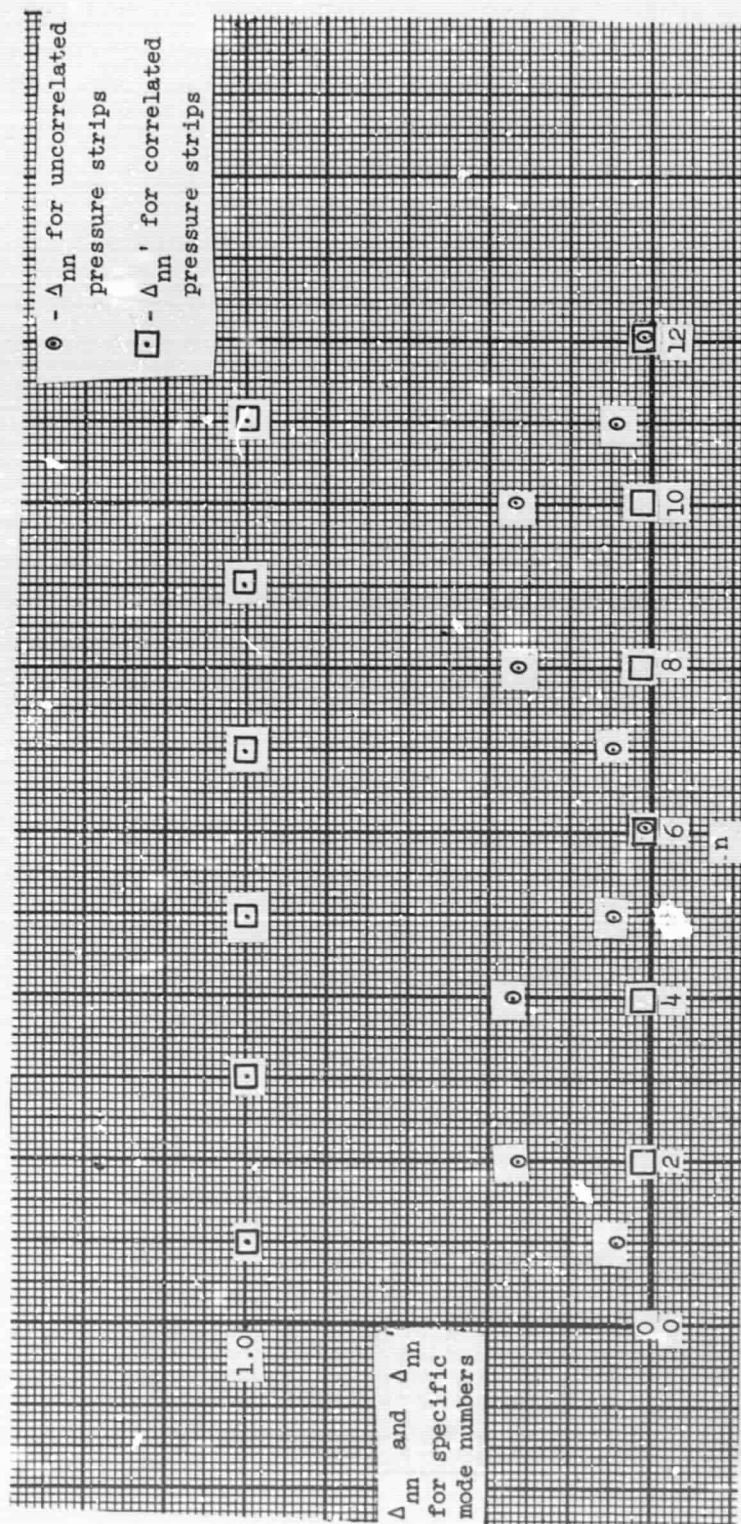 ⊙ - Δnn for uncorrelated
pressure strips
⊡ - Δnn' for correlated
pressure strips
1.0
Δnn and Δnn'
for specific
mode numbers
0
0
2
4
6
8
10
12
n